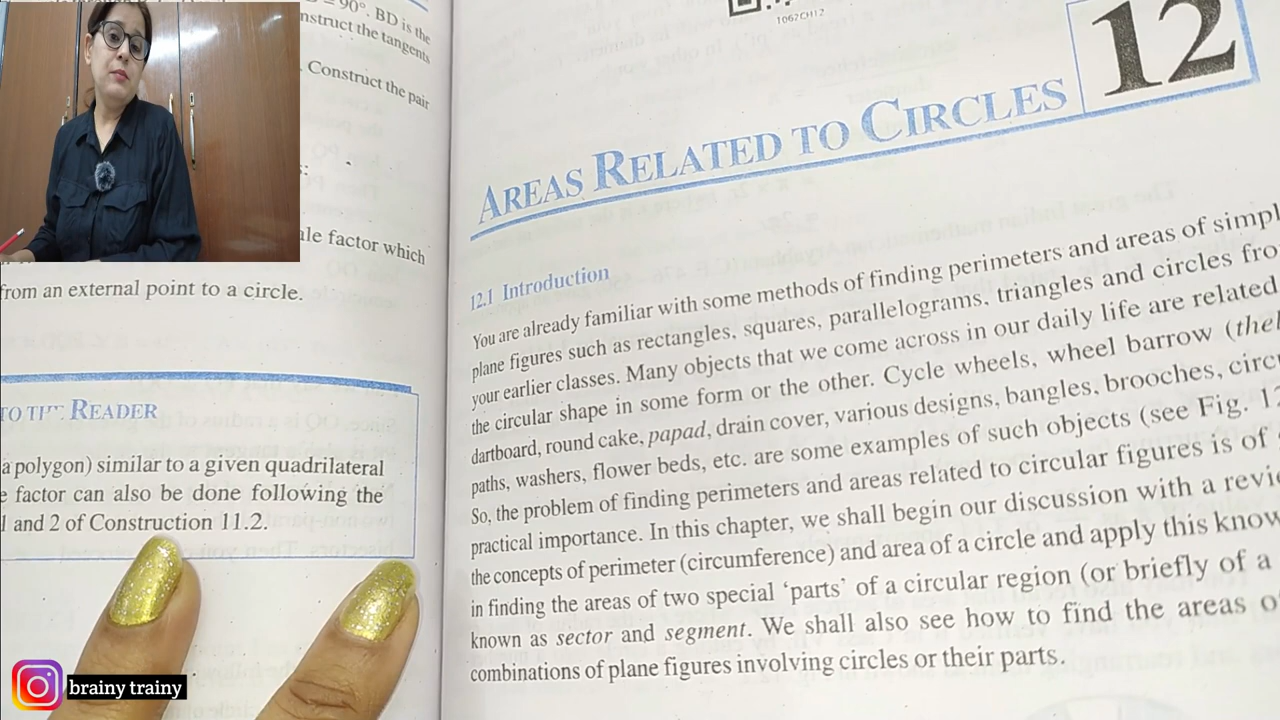 = 90°. BD is the
nstruct the tangents
. Construct the pair
s:
ale factor which
from an external point to a circle.
TO THE READER
a polygon) similar to a given quadrilateral
e factor can also be done following the
1 and 2 of Construction 11.2.
1062CH12
12
AREAS RELATED TO CIRCLES
12.1 Introduction
You are already familiar with some methods of finding perimeters and areas of simpl
plane figures such as rectangles, squares, parallelograms, triangles and circles fro
your earlier classes. Many objects that we come across in our daily life are related
the circular shape in some form or the other. Cycle wheels, wheel barrow (thel
dartboard, round cake, papad, drain cover, various designs, bangles, brooches, circu
paths, washers, flower beds, etc. are some examples of such objects (see Fig. 12
So, the problem of finding perimeters and areas related to circular figures is of
practical importance. In this chapter, we shall begin our discussion with a revie
the concepts of perimeter (circumference) and area of a circle and apply this know
in finding the areas of two special ‘parts’ of a circular region (or briefly of a
known as sector and segment. We shall also see how to find the areas o
combinations of plane figures involving circles or their parts.
brainy trainy